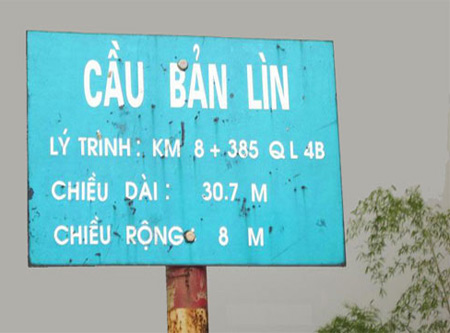 CẦU BẢN LÌN
LÝ TRÌNH: KM 8 + 385 QL 4B
CHIỀU DÀI: 30.7 M
CHIỀU RỘNG: 8 M